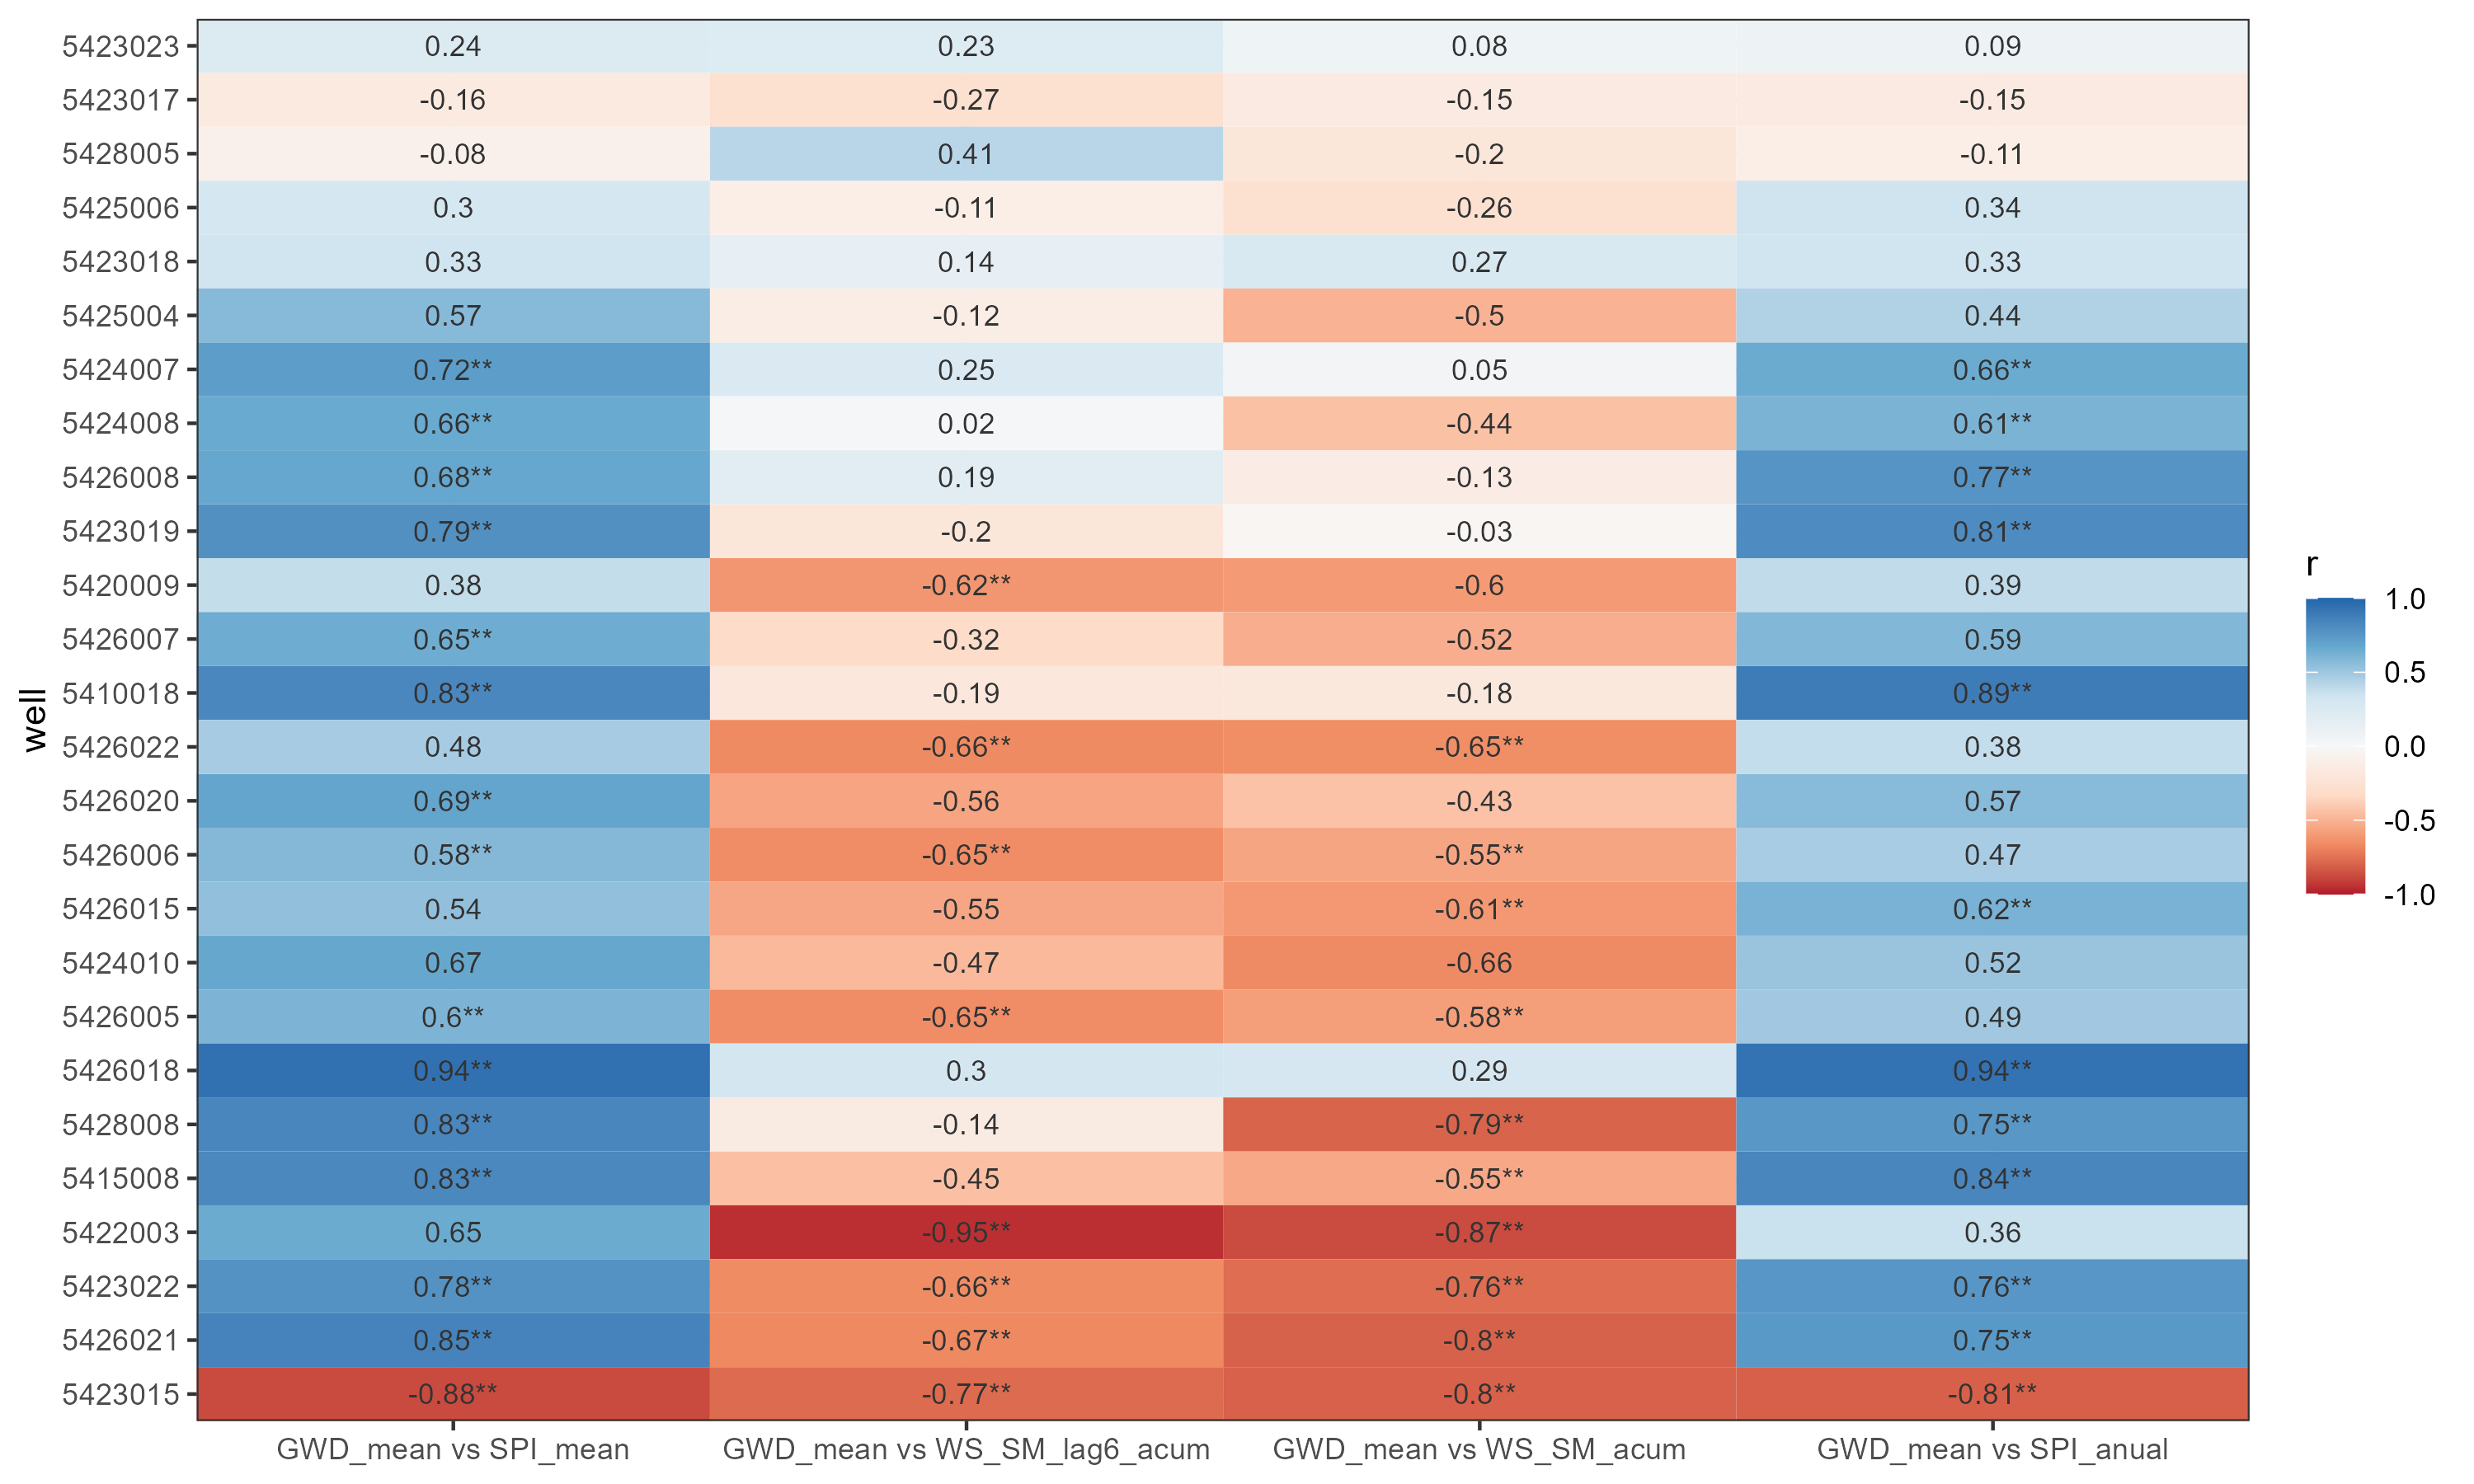 5423023 0.24 0.23 0.08 0.09
5423017 -0.16 -0.27 -0.15 -0.15
5428005 -0.08 0.41 -0.2 -0.11
5425006 0.3 -0.11 -0.26 0.34
5423018 0.33 0.14 0.27 0.33
5425004 0.57 -0.12 -0.5 0.44
5424007 0.72** 0.25 0.05 0.66**
5424008 0.66** 0.02 -0.44 0.61**
5426008 0.68** 0.19 -0.13 0.77**
5423019 0.79** -0.2 -0.03 0.81**
5420009 0.38 -0.62** -0.6 0.39
5426007 0.65** -0.32 -0.52 0.59
5410018 0.83** -0.19 -0.18 0.89**
5426022 0.48 -0.66** -0.65** 0.38
5426020 0.69** -0.56 -0.43 0.57
5426006 0.58** -0.65** -0.55** 0.47
5426015 0.54 -0.55 -0.61** 0.62**
5424010 0.67 -0.47 -0.66 0.52
5426005 0.6** -0.65** -0.58** 0.49
5426018 0.94** 0.3 0.29 0.94**
5428008 0.83** -0.14 -0.79** 0.75**
5415008 0.83** -0.45 -0.55** 0.84**
5422003 0.65 -0.95** -0.87** 0.36
5423022 0.78** -0.66** -0.76** 0.76**
5426021 0.85** -0.67** -0.8** 0.75**
5423015 -0.88** -0.77** -0.8** -0.81**
GWD_mean vs SPI_mean GWD_mean vs WS_SM_lag6_acum GWD_mean vs WS_SM_acum GWD_mean vs SPI_anual
well
r
1.0
0.5
0.0
-0.5
-1.0